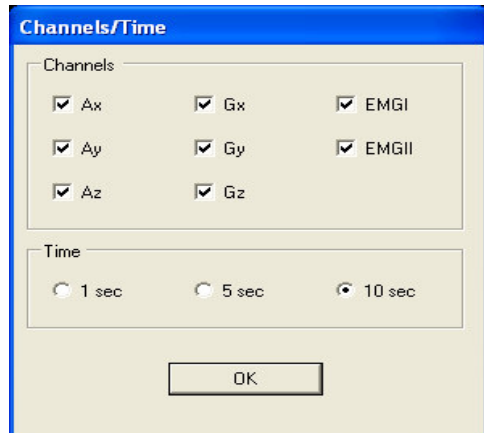 Channels/Time
Channels
Ax Gx EMGI
Ay Gy EMGII
Az Gz
Time
1 sec 5 sec 10 sec
OK